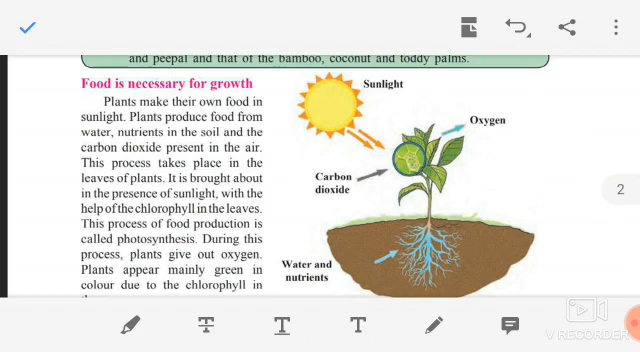 and peepal and that of the bamboo, coconut and toddy palms.
Food is necessary for growth
Plants make their own food in
sunlight. Plants produce food from
water, nutrients in the soil and the
carbon dioxide present in the air.
This process takes place in the
leaves of plants. It is brought about
in the presence of sunlight, with the
help of the chlorophyll in the leaves.
This process of food production is
called photosynthesis. During this
process, plants give out oxygen.
Plants appear mainly green in
colour due to the chlorophyll in
Sunlight
Oxygen
Carbon
dioxide
Water and
nutrients
2
T
T
T
V RECORDER